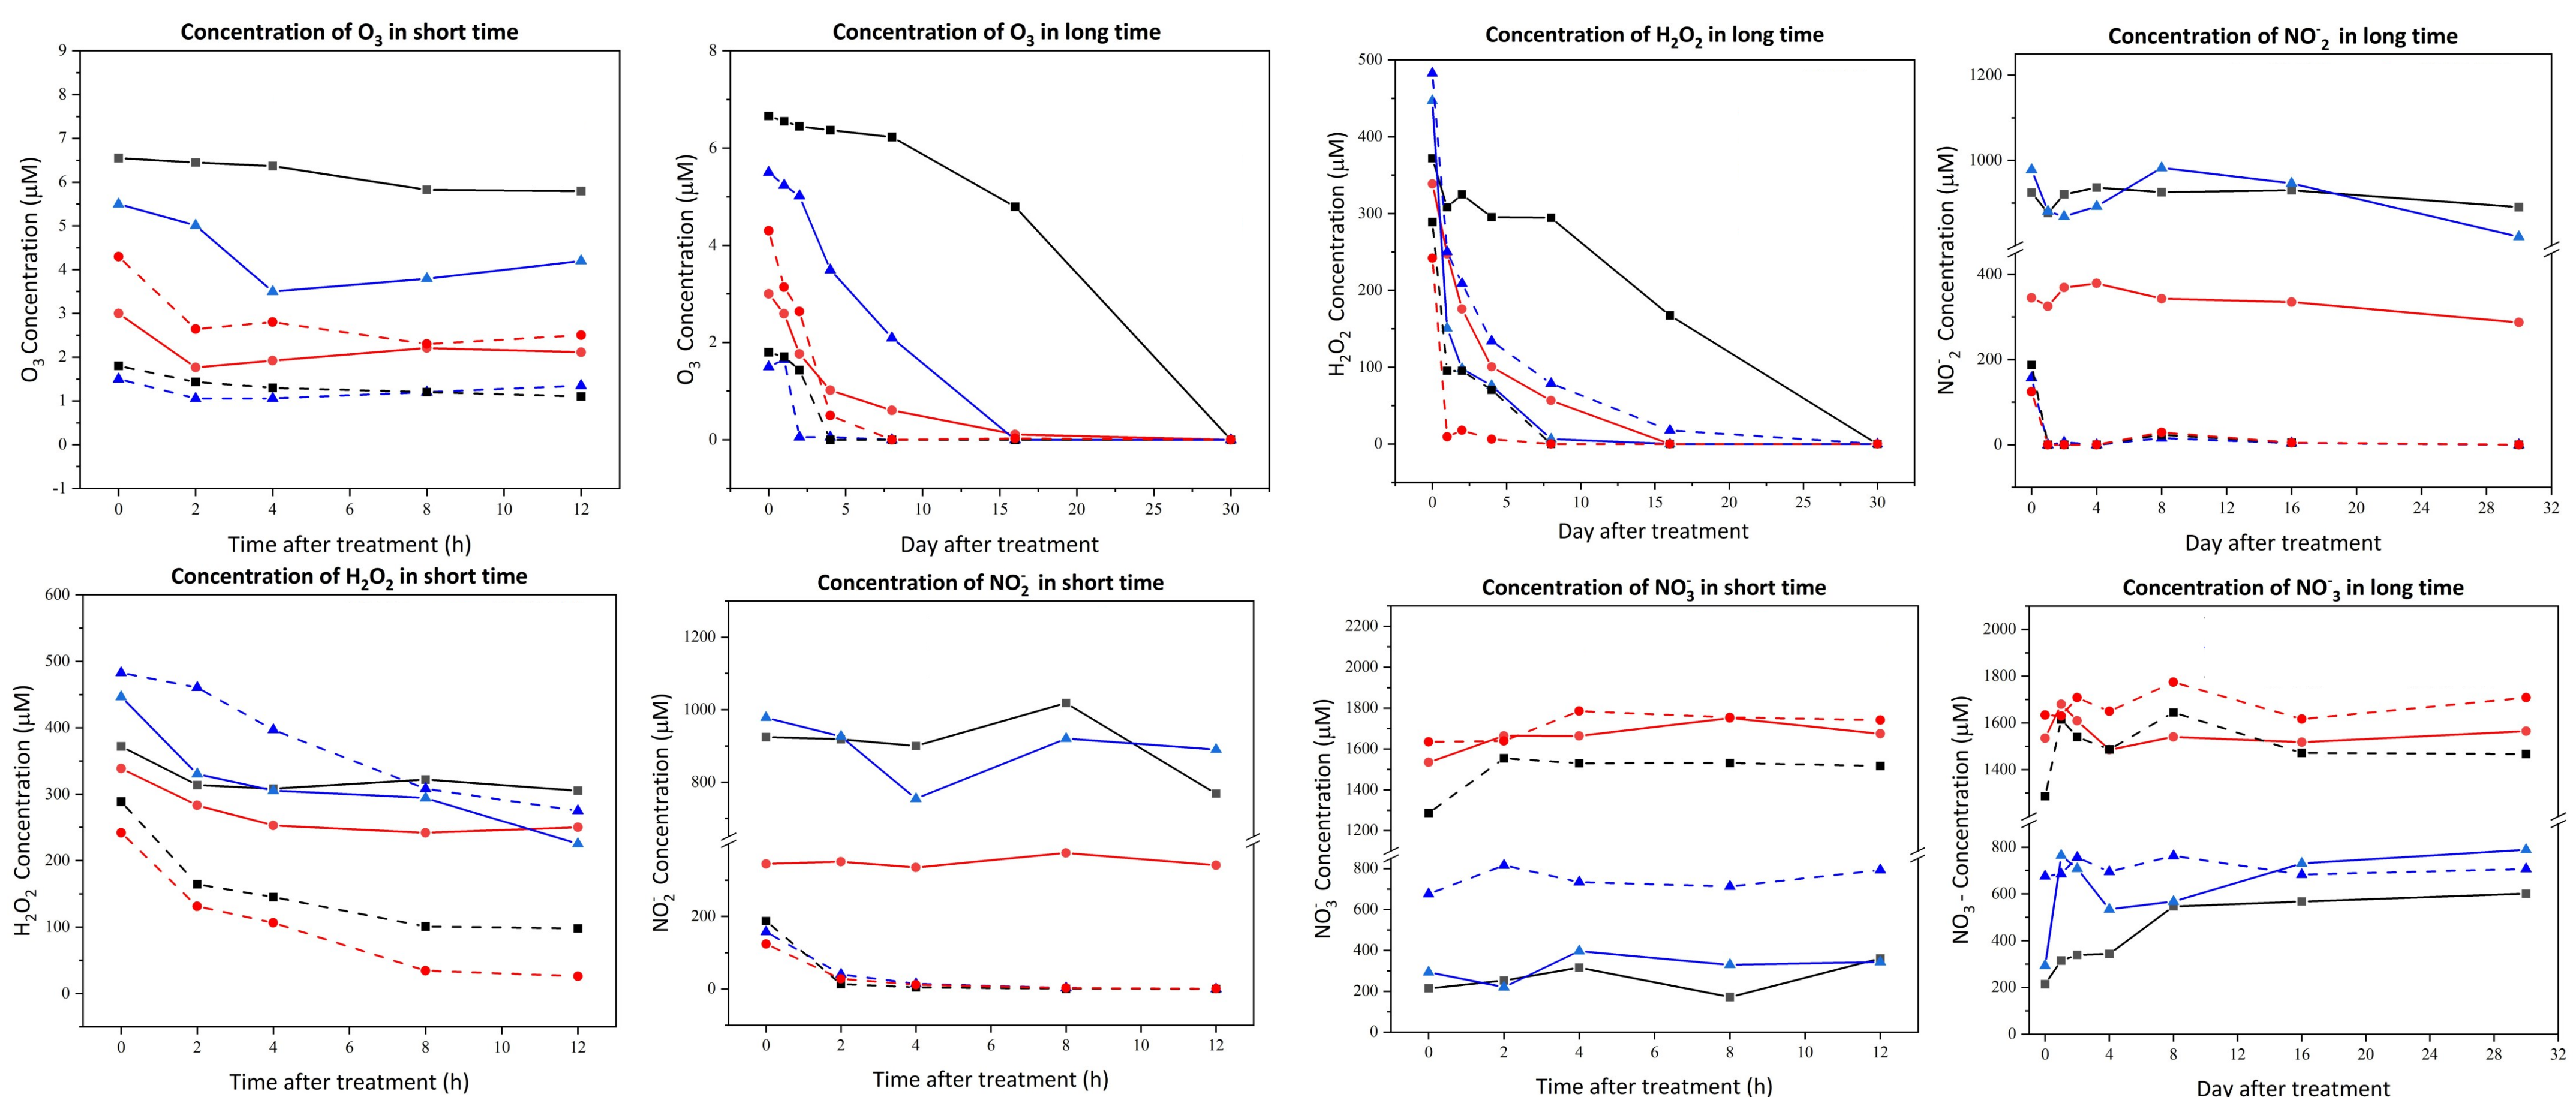 Concentration of O₃ in short time
O₃ Concentration (µM)
9
8
7
6
5
4
3
2
1
0
-1
0 2 4 6 8 10 12
Time after treatment (h)
Concentration of O₃ in long time
O₃ Concentration (µM)
8
6
4
2
0
0 5 10 15 20 25 30
Day after treatment
Concentration of H₂O₂ in long time
H₂O₂ Concentration (µM)
500
400
300
200
100
0
0 5 10 15 20 25 30
Day after treatment
Concentration of NO⁻₂ in long time
NO⁻₂ Concentration (µM)
1200
1000
400
200
0
0 4 8 12 16 20 24 28 32
Day after treatment
Concentration of H₂O₂ in short time
H₂O₂ Concentration (µM)
600
500
400
300
200
100
0
0 2 4 6 8 10 12
Time after treatment (h)
Concentration of NO₂⁻ in short time
NO₂⁻ Concentration (µM)
1200
1000
800
200
0
0 2 4 6 8 10 12
Time after treatment (h)
Concentration of NO₃⁻ in short time
NO₃⁻ Concentration (µM)
2200
2000
1800
1600
1400
1200
800
600
400
200
0
0 2 4 6 8 10 12
Time after treatment (h)
Concentration of NO⁻₃ in long time
NO₃- Concentration (µM)
2000
1800
1600
1400
800
600
400
200
0
0 4 8 12 16 20 24 28 32
Day after treatment